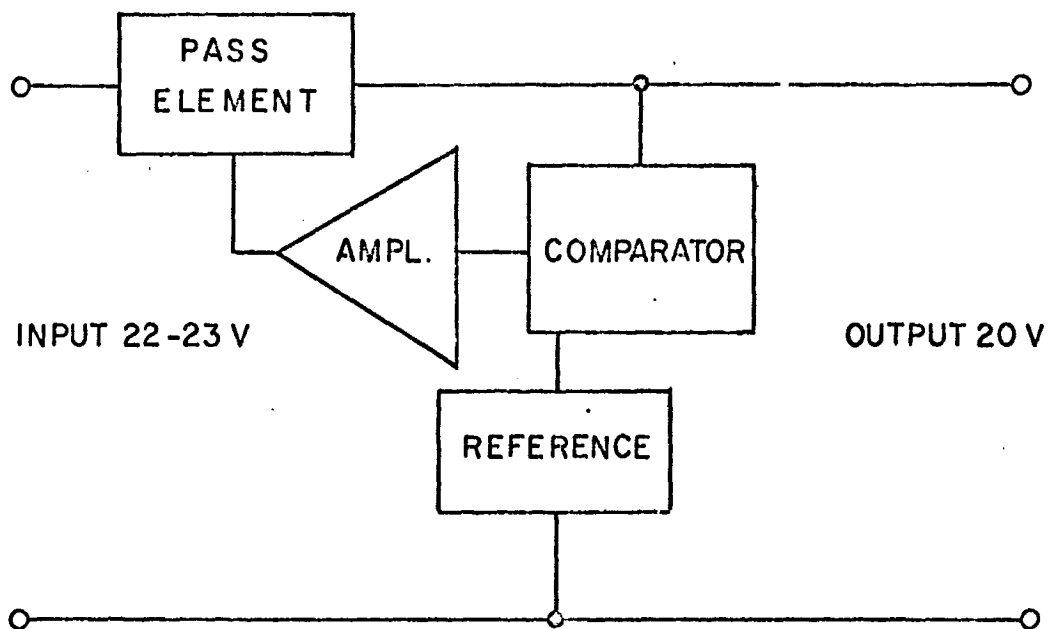 PASS
ELEMENT
AMPL.
COMPARATOR
INPUT 22-23 V
OUTPUT 20 V
REFERENCE